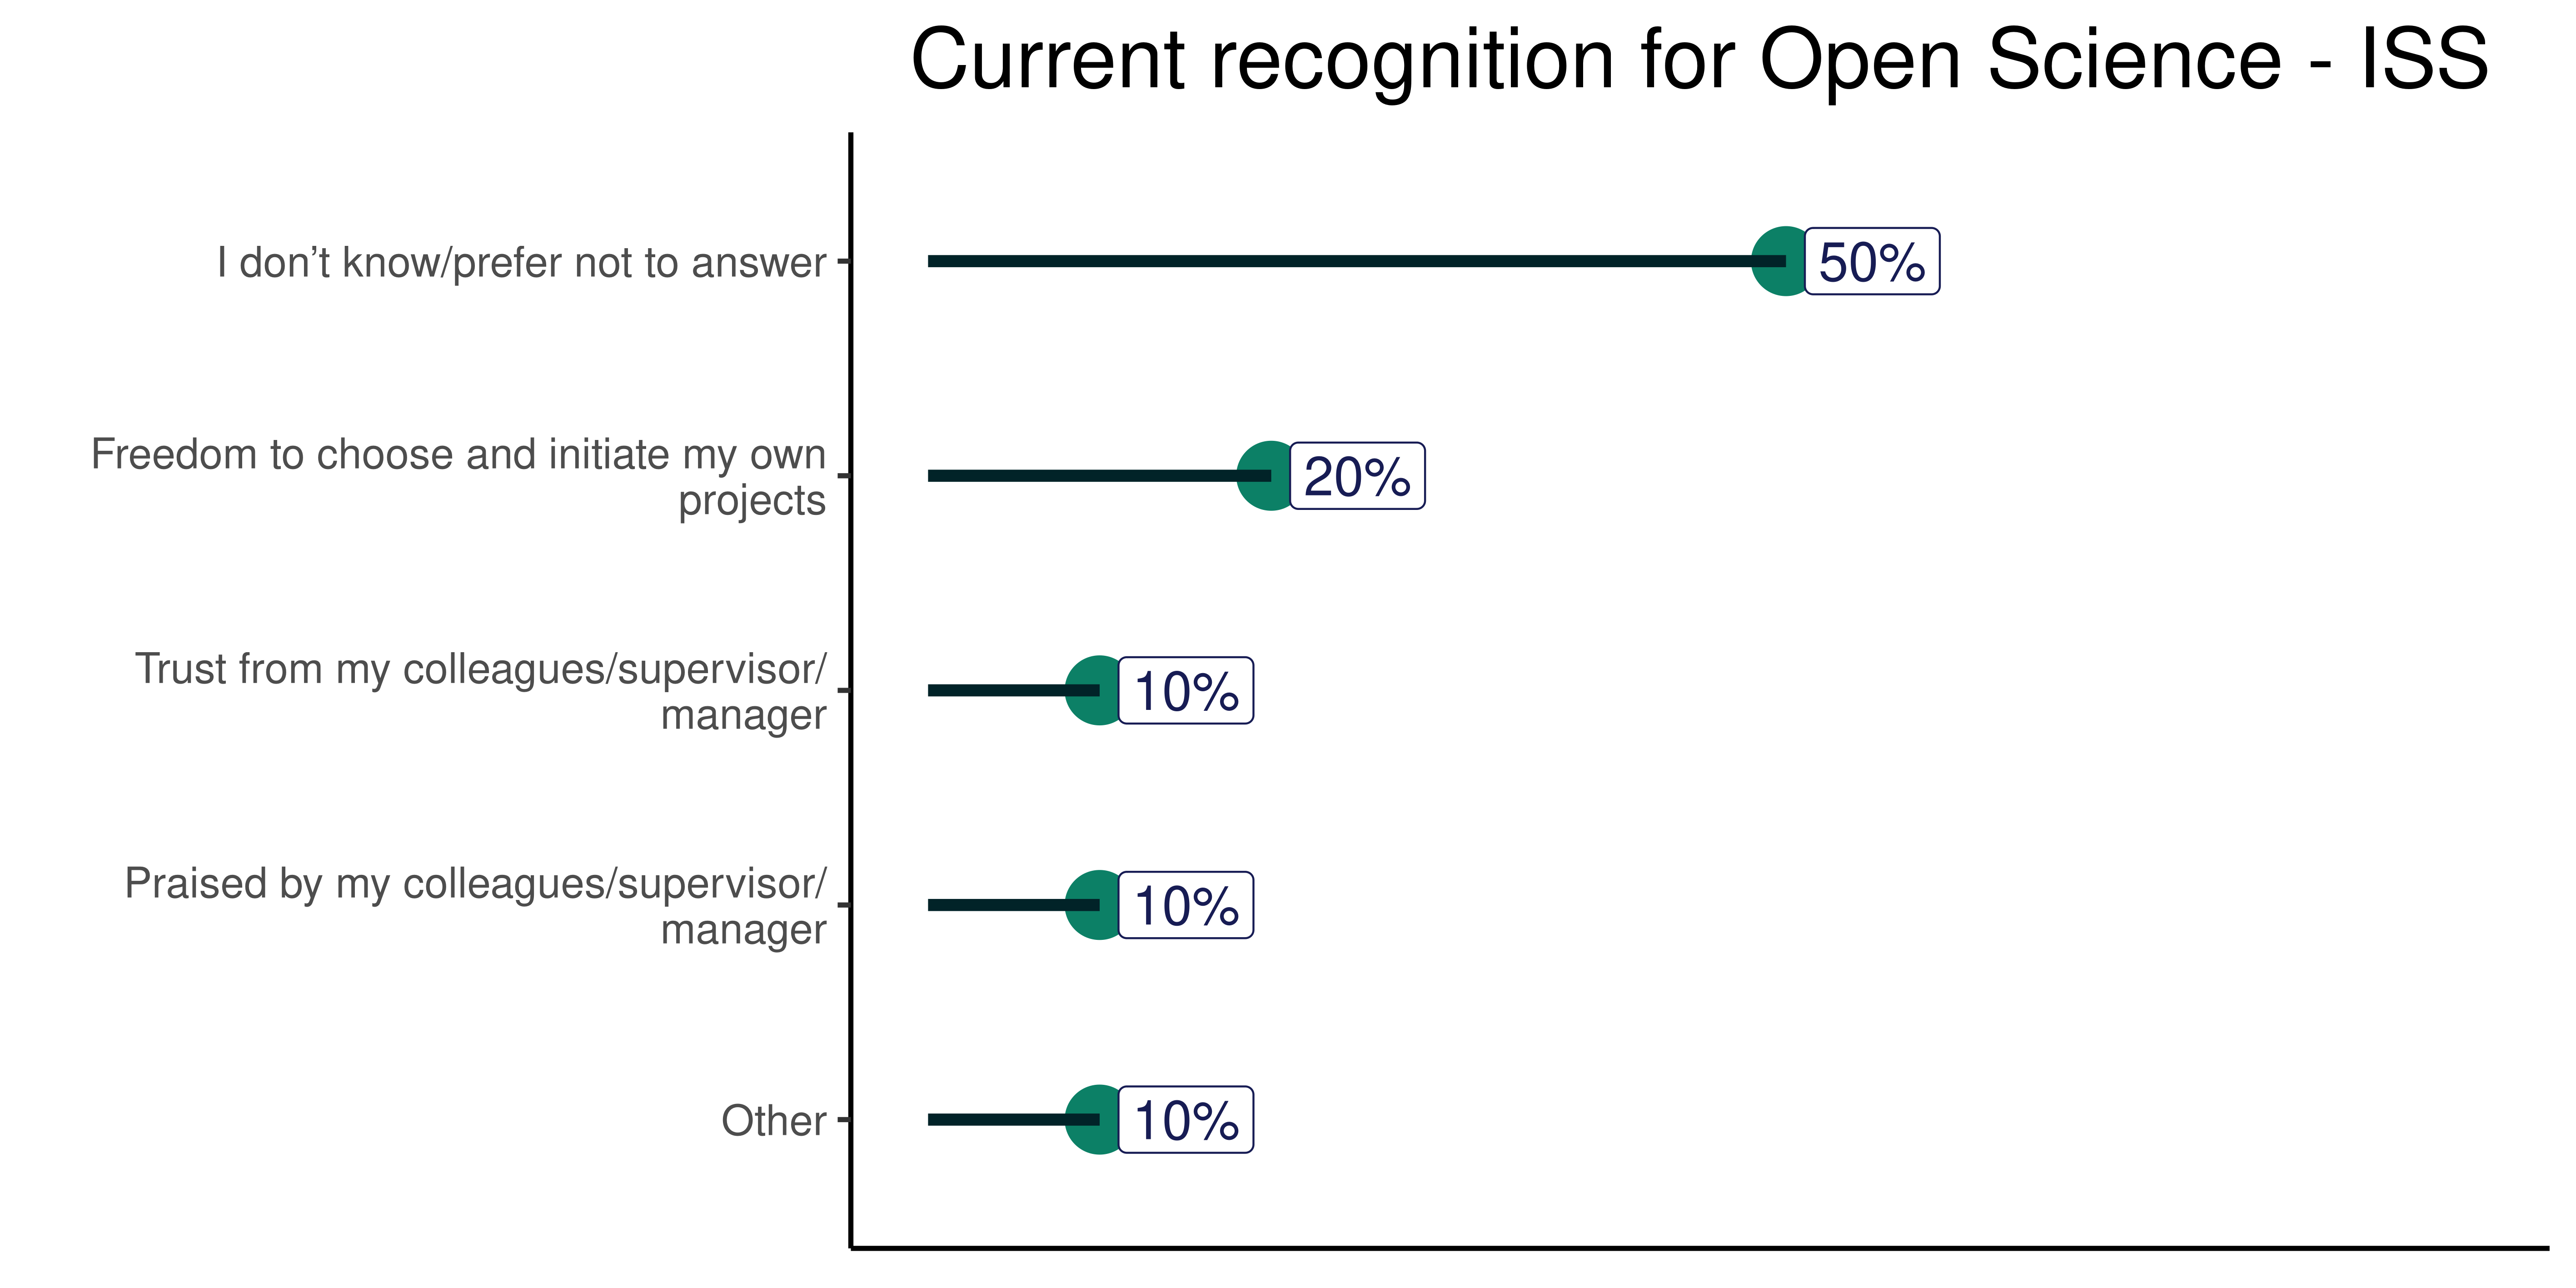 Current recognition for Open Science - ISS
I don’t know/prefer not to answer
50%
Freedom to choose and initiate my own
projects
20%
Trust from my colleagues/supervisor/
manager
10%
Praised by my colleagues/supervisor/
manager
10%
Other
10%